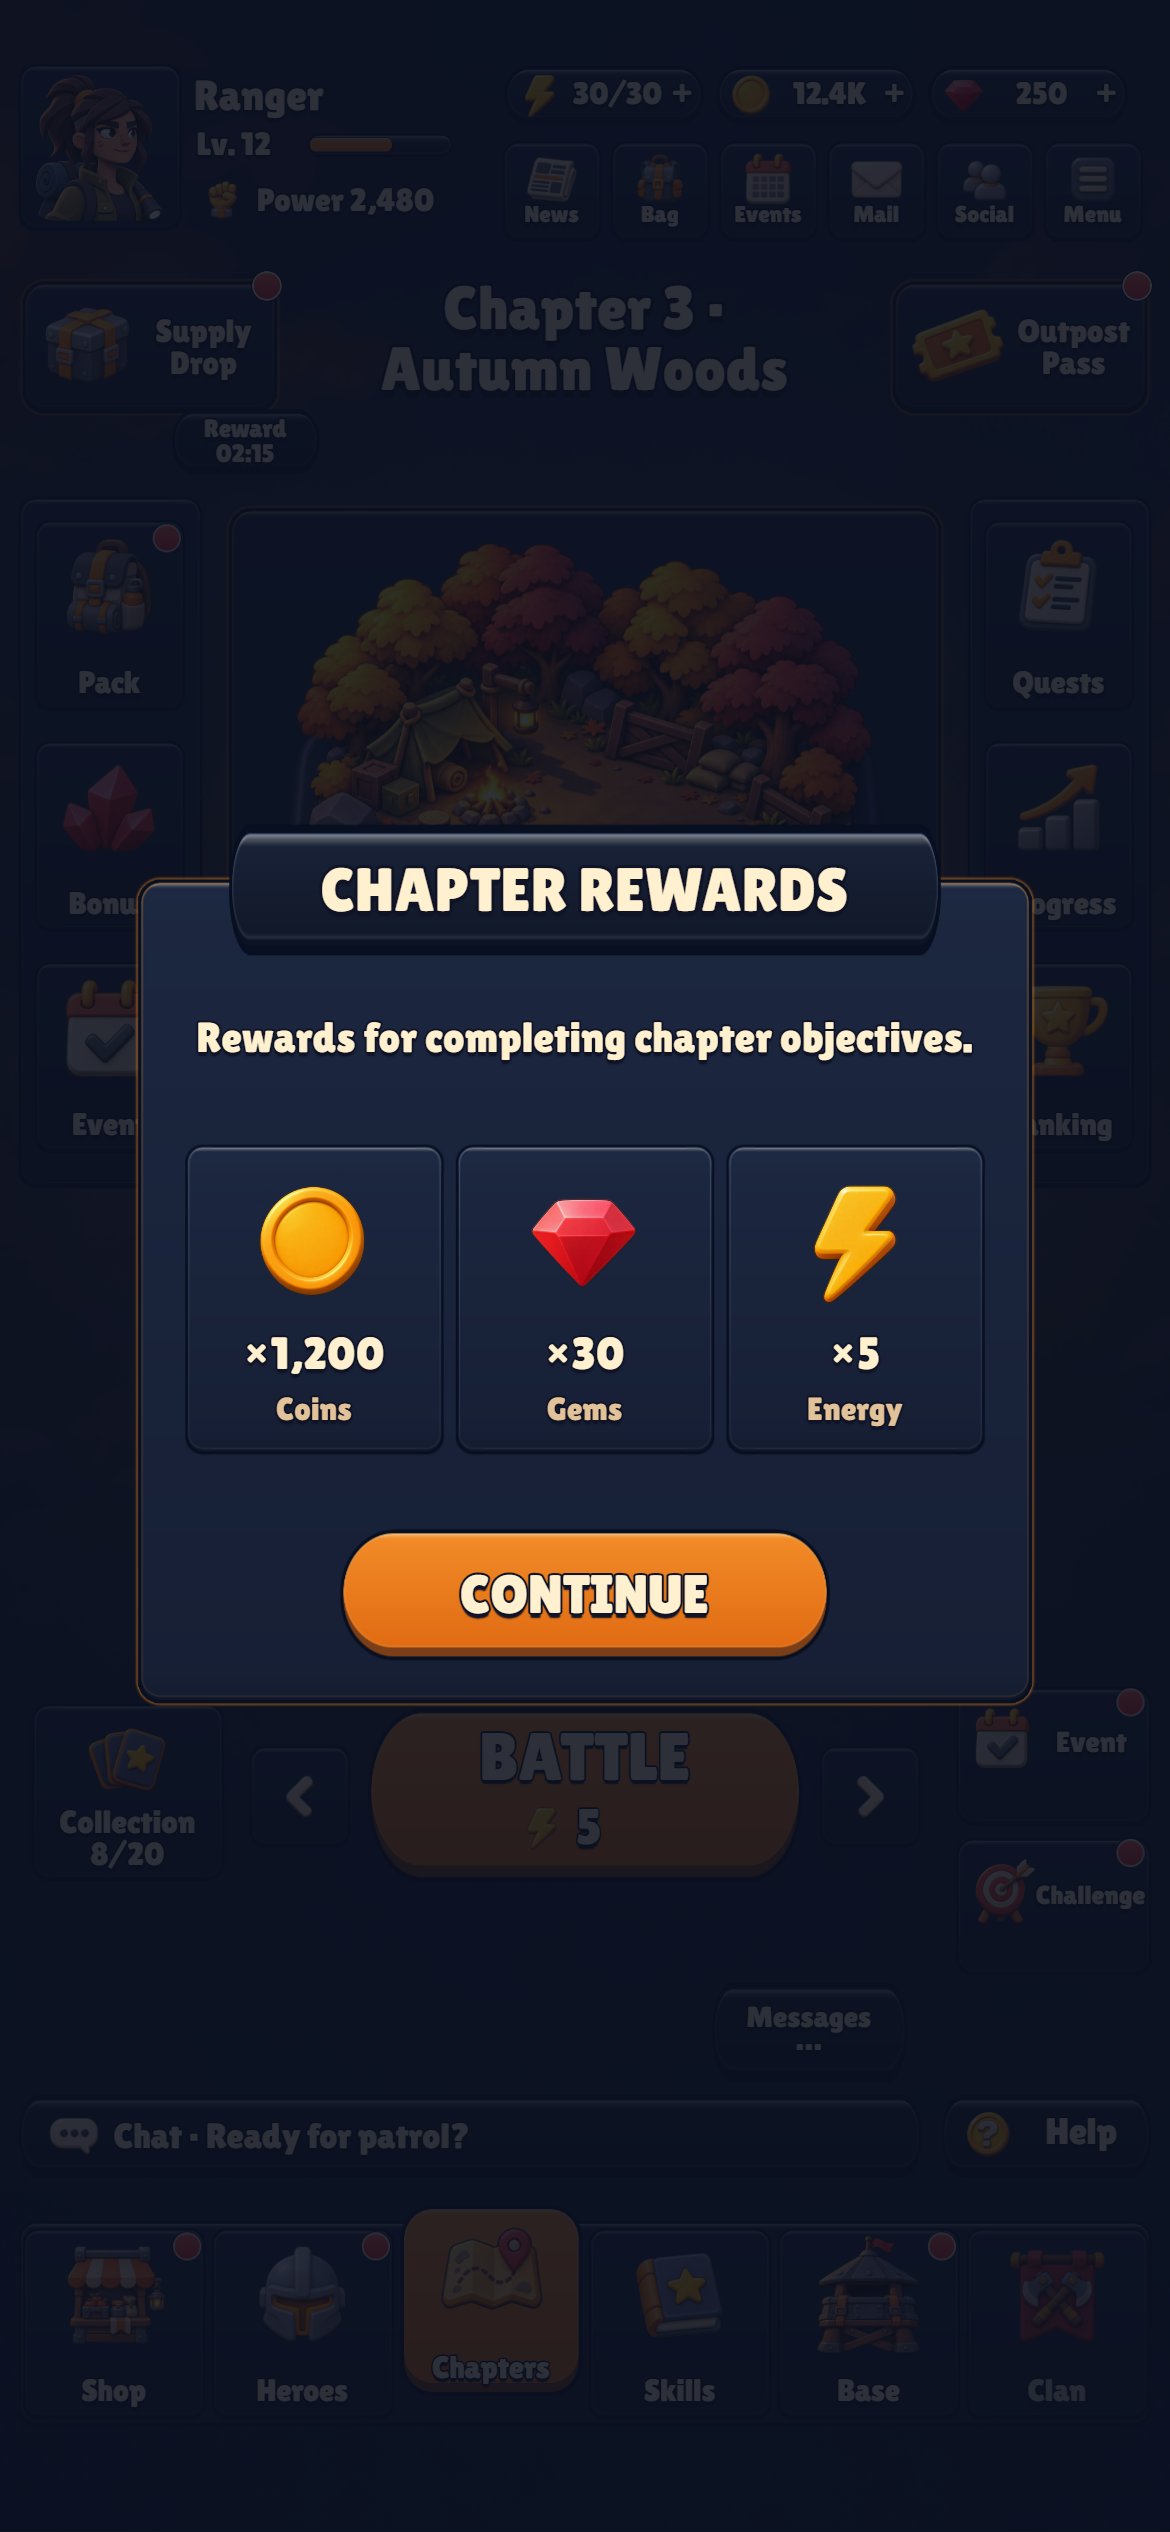 Ranger
Lv. 12
Power 2,480
30/30 +
12.4K +
250 +
News
Bag
Events
Mail
Social
Menu
Supply
Drop
Reward
02:15
Chapter 3 ·
Autumn Woods
Outpost
Pass
Pack
Quests
Bonu
ogress
Even
nking
CHAPTER REWARDS
Rewards for completing chapter objectives.
×1,200
Coins
×30
Gems
×5
Energy
CONTINUE
Collection
8/20
BATTLE
5
Event
Challenge
Messages
...
Chat · Ready for patrol?
Help
Shop
Heroes
Chapters
Skills
Base
Clan